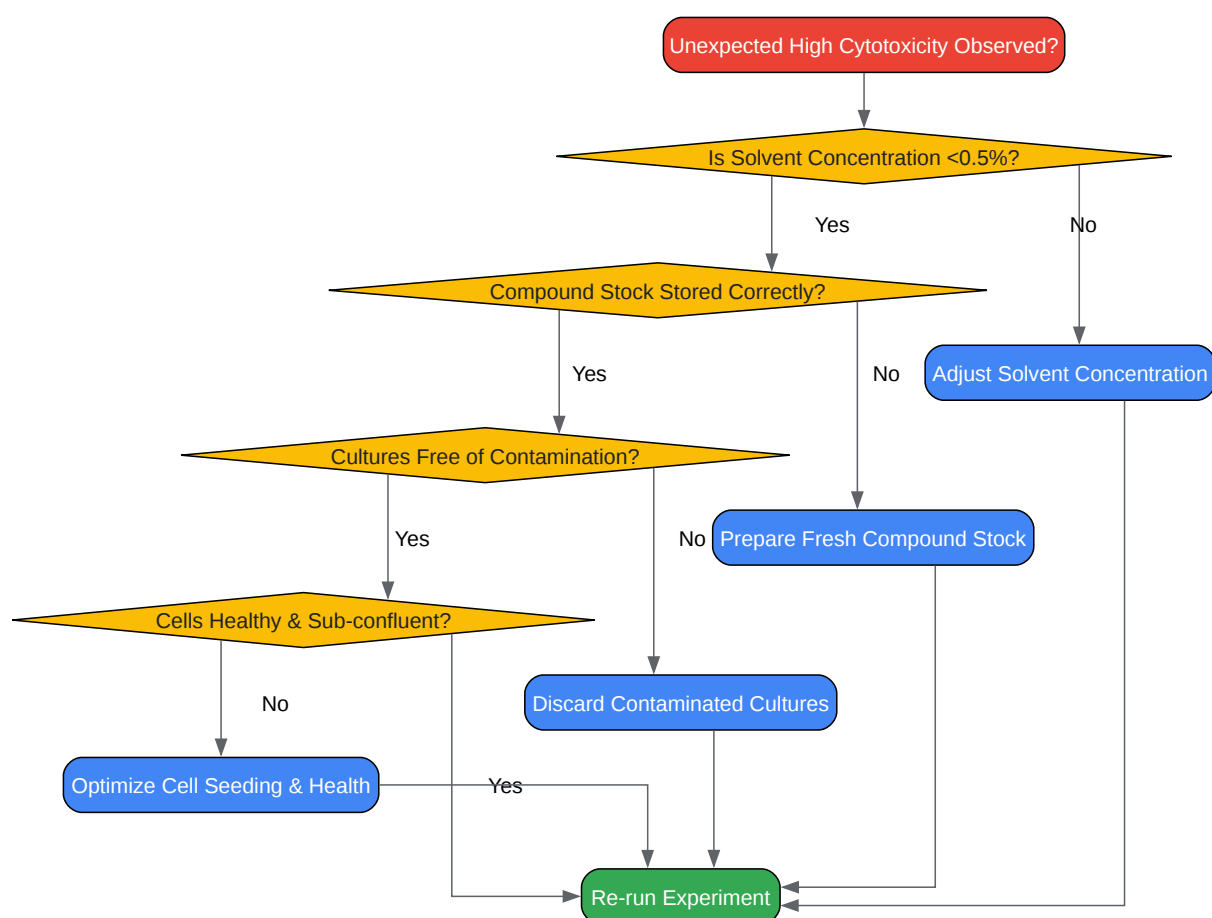 Unexpected High Cytotoxicity Observed?
Is Solvent Concentration <0.5%?
Yes
No
Compound Stock Stored Correctly?
Yes
No
Adjust Solvent Concentration
Cultures Free of Contamination?
Yes
No
Prepare Fresh Compound Stock
Cells Healthy & Sub-confluent?
No
Discard Contaminated Cultures
Optimize Cell Seeding & Health
Yes
Re-run Experiment